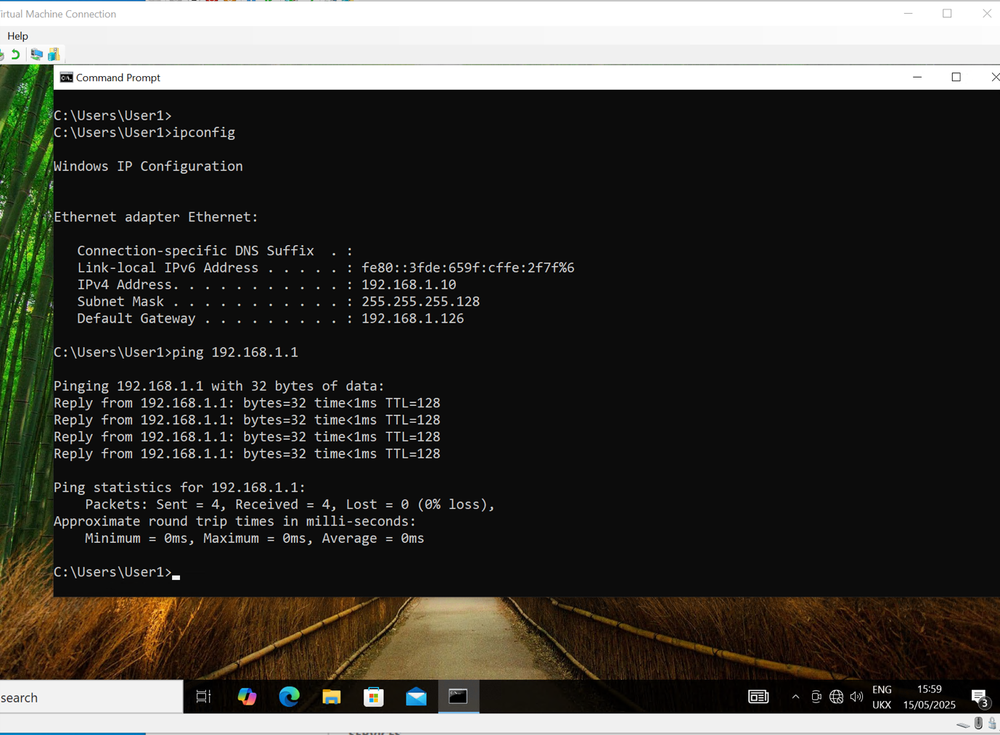 irtual Machine Connection
Help
Command Prompt
C:\Users\User1>
C:\Users\User1>ipconfig
Windows IP Configuration
Ethernet adapter Ethernet:
Connection-specific DNS Suffix  . :
Link-local IPv6 Address . . . . . : fe80::3fde:659f:cffe:2f7f%6
IPv4 Address. . . . . . . . . . . : 192.168.1.10
Subnet Mask . . . . . . . . . . . : 255.255.255.128
Default Gateway . . . . . . . . . : 192.168.1.126
C:\Users\User1>ping 192.168.1.1
Pinging 192.168.1.1 with 32 bytes of data:
Reply from 192.168.1.1: bytes=32 time<1ms TTL=128
Reply from 192.168.1.1: bytes=32 time<1ms TTL=128
Reply from 192.168.1.1: bytes=32 time<1ms TTL=128
Reply from 192.168.1.1: bytes=32 time<1ms TTL=128
Ping statistics for 192.168.1.1:
Packets: Sent = 4, Received = 4, Lost = 0 (0% loss),
Approximate round trip times in milli-seconds:
Minimum = 0ms, Maximum = 0ms, Average = 0ms
C:\Users\User1>
search
ENG
UKX
15:59
15/05/2025
3